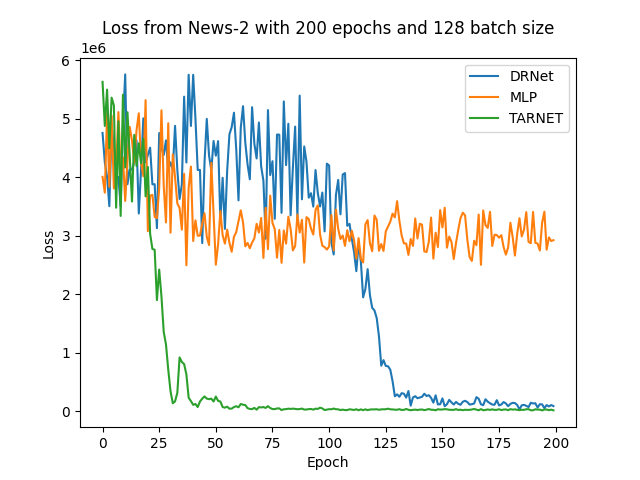 Loss from News-2 with 200 epochs and 128 batch size
1e6
6
5
4
3
2
1
0
Loss
DRNet
MLP
TARNET
0 25 50 75 100 125 150 175 200
Epoch